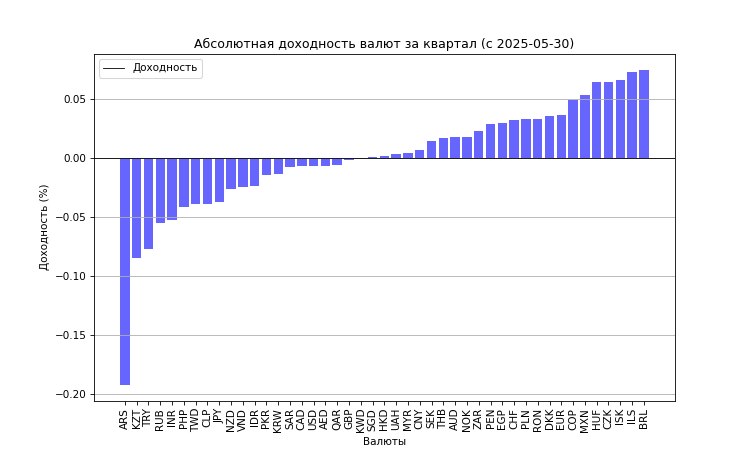 Абсолютная доходность валют за квартал (с 2025-05-30)
Доходность
Доходность (%)
0.05
0.00
−0.05
−0.10
−0.15
−0.20
ARS KZT TRY RUB INR PHP TWD CLP JPY NZD VND IDR PKR KRW SAR CAD USD AED QAR GBP KWD SGD HKD UAH MYR CNY SEK THB AUD NOK ZAR PEN EGP CHF PLN RON DKK EUR COP MXN HUF CZK ISK ILS BRL
Валюты